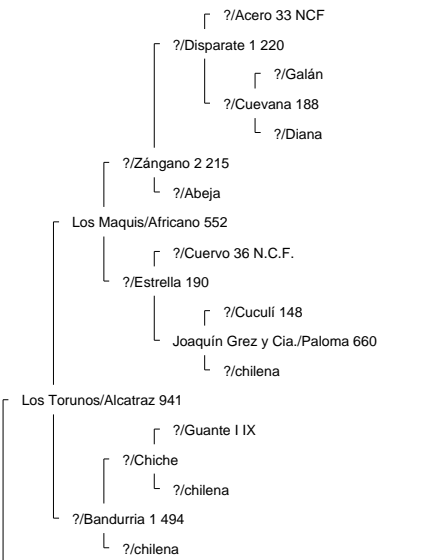 ?/Acero 33 NCF
?/Disparate 1 220
?/Galán
?/Cuevana 188
?/Diana
?/Zángano 2 215
?/Abeja
Los Maquis/Africano 552
?/Cuervo 36 N.C.F.
?/Estrella 190
?/Cuculí 148
Joaquín Grez y Cia./Paloma 660
?/chilena
Los Torunos/Alcatraz 941
?/Guante I IX
?/Chiche
?/chilena
?/Bandurria 1 494
?/chilena